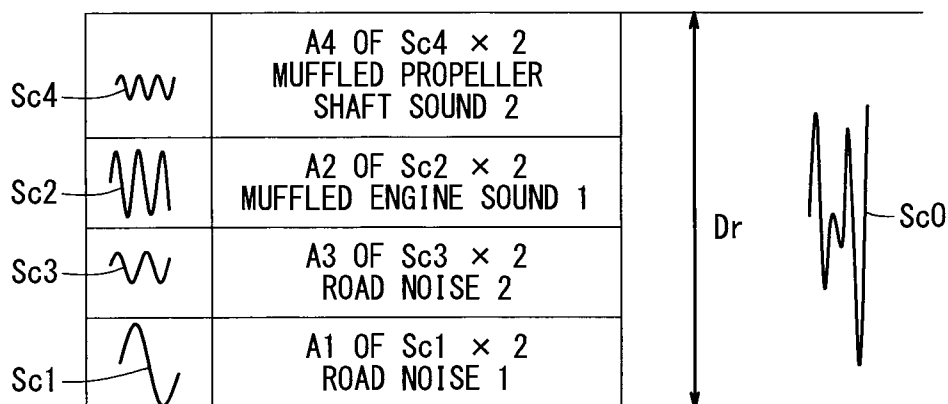 Sc4
A4 OF Sc4 × 2
MUFFLED PROPELLER
SHAFT SOUND 2
Sc2
A2 OF Sc2 × 2
MUFFLED ENGINE SOUND 1
Sc3
A3 OF Sc3 × 2
ROAD NOISE 2
Sc1
A1 OF Sc1 × 2
ROAD NOISE 1
Dr
Sc0